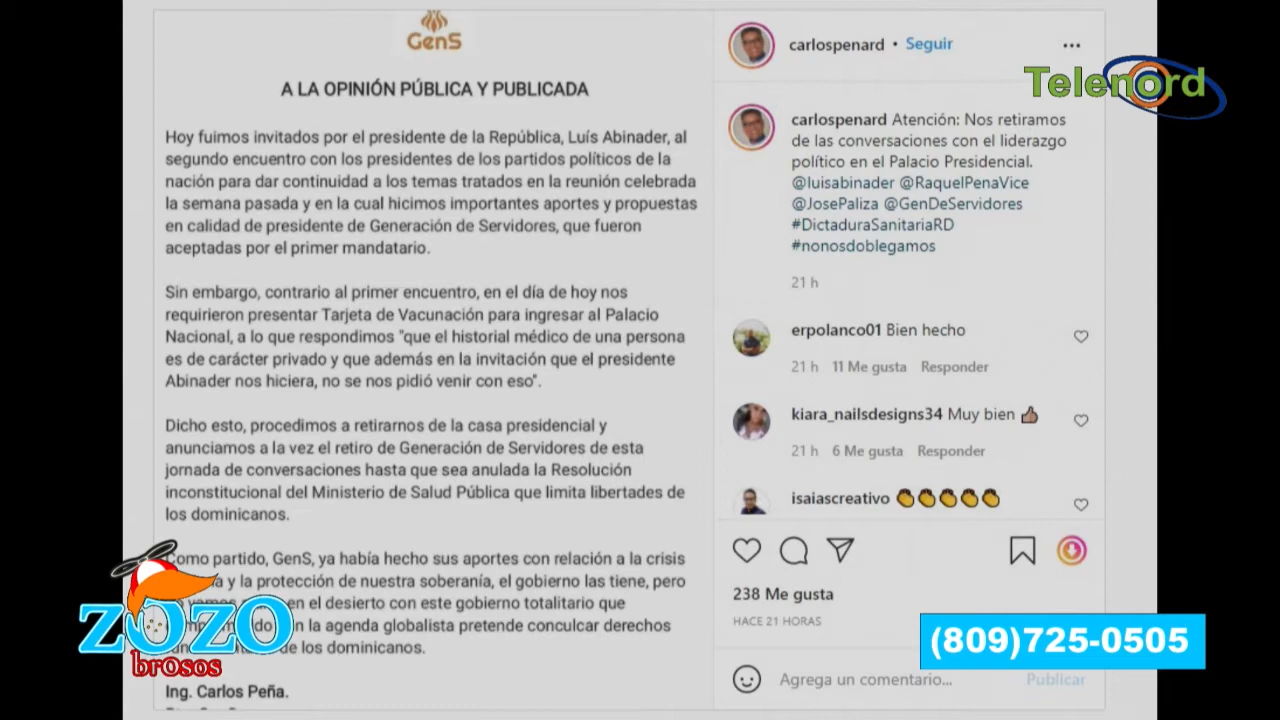 GenS
A LA OPINIÓN PÚBLICA Y PUBLICADA
Hoy fuimos invitados por el presidente de la República, Luís Abinader, al
segundo encuentro con los presidentes de los partidos políticos de la
nación para dar continuidad a los temas tratados en la reunión celebrada
la semana pasada y en la cual hicimos importantes aportes y propuestas
en calidad de presidente de Generación de Servidores, que fueron
aceptadas por el primer mandatario.
Sin embargo, contrario al primer encuentro, en el día de hoy nos
requirieron presentar Tarjeta de Vacunación para ingresar al Palacio
Nacional, a lo que respondimos "que el historial médico de una persona
es de carácter privado y que además en la invitación que el presidente
Abinader nos hiciera, no se nos pidió venir con eso".
Dicho esto, procedimos a retirarnos de la casa presidencial y
anunciamos a la vez el retiro de Generación de Servidores de esta
jornada de conversaciones hasta que sea anulada la Resolución
inconstitucional del Ministerio de Salud Pública que limita libertades de
los dominicanos.
Como partido, GenS, ya había hecho sus aportes con relación a la crisis
y la protección de nuestra soberanía, el gobierno las tiene, pero
en el desierto con este gobierno totalitario que
la agenda globalista pretende conculcar derechos
de los dominicanos.
Ing. Carlos Peña.
carlospenard • Seguir
Telenord
carlospenard Atención: Nos retiramos
de las conversaciones con el liderazgo
político en el Palacio Presidencial.
@luisabinader @RaquelPenaVice
@JosePaliza @GenDeServidores
#DictaduraSanitariaRD
#nonosdoblegamos
21 h
erpolanco01 Bien hecho
21 h 11 Me gusta Responder
kiara_nailsdesigns34 Muy bien 👍🏽
21 h 6 Me gusta Responder
isaiascreativo 👏👏👏👏👏
238 Me gusta
HACE 21 HORAS
Agrega un comentario...
Publicar
zozo
brosos
(809)725-0505